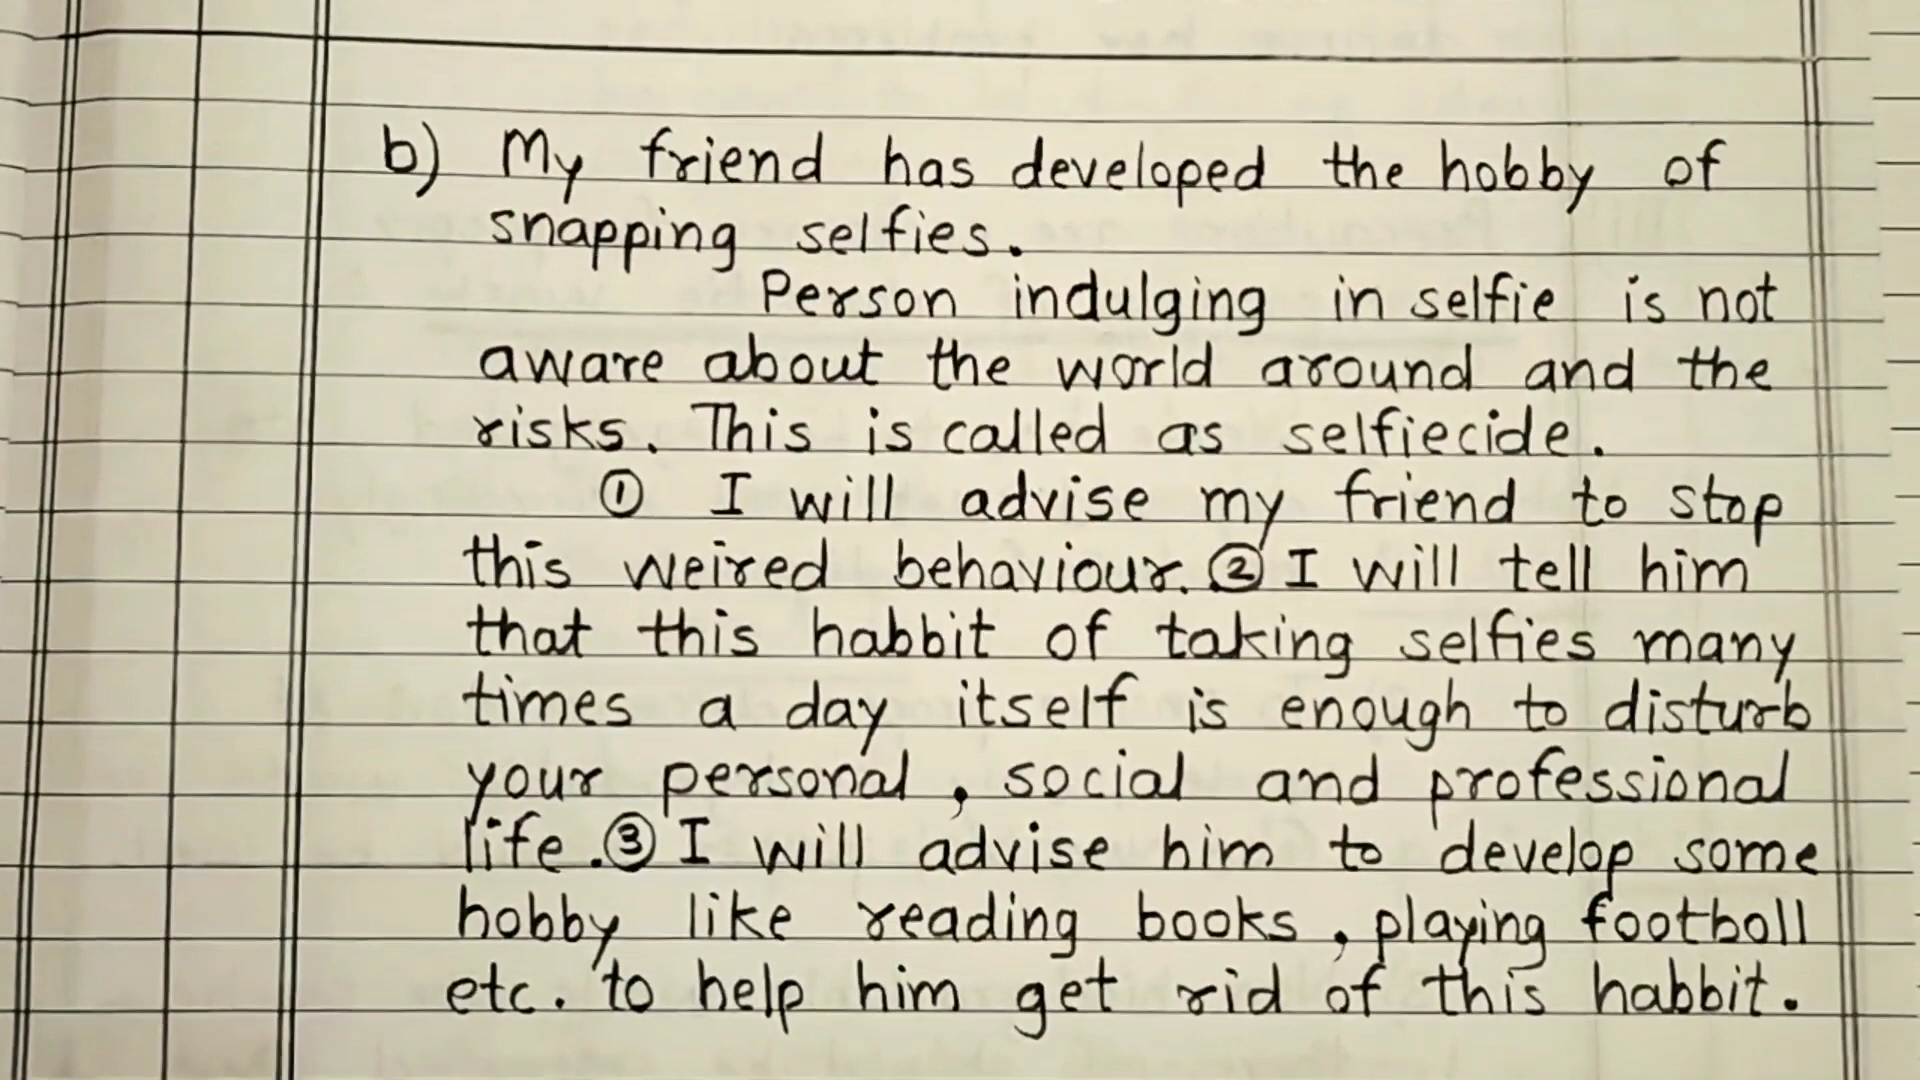 b) My friend has developed the hobby of
snapping selfies.
Person indulging in selfie is not
aware about the world around and the
risks. This is called as selfiecide.
① I will advise my friend to stop
this weired behaviour. ② I will tell him
that this habbit of taking selfies many
times a day itself is enough to disturb
your personal, social and professional
life. ③ I will advise him to develop some
hobby like reading books, playing football
etc. to help him get rid of this habbit.